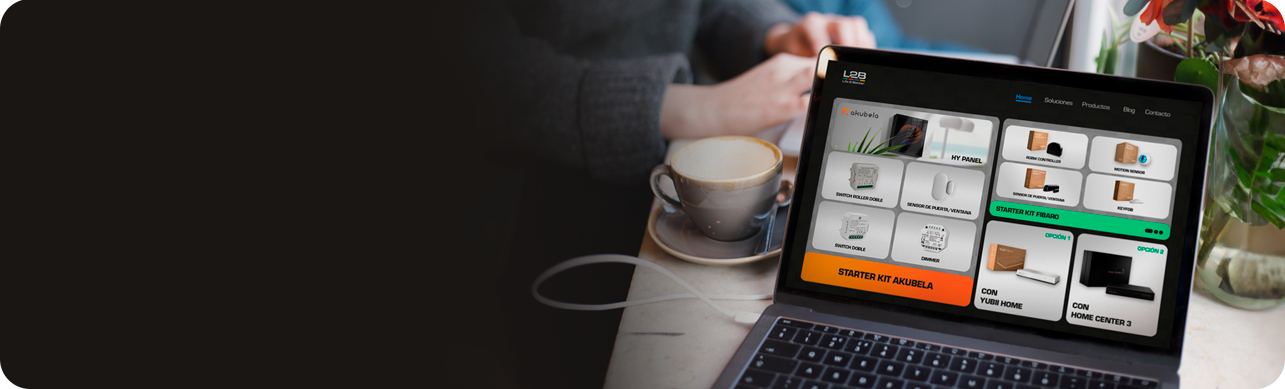 L2B
Home
Soluciones
Productos
Blog
Contacto
akubela
HY PANEL
SWITCH ROLLER DOBLE
SENSOR DE PUERTA/VENTANA
SWITCH DOBLE
DIMMER
STARTER KIT AKUBELA
YUBII CONTROLLER
MOTION SENSOR
SENSOR DE PUERTA/VENTANA
KEYFOB
STARTER KIT FIBARO
OPCIÓN 1
CON
YUBII HOME
OPCIÓN 2
CON
HOME CENTER 3